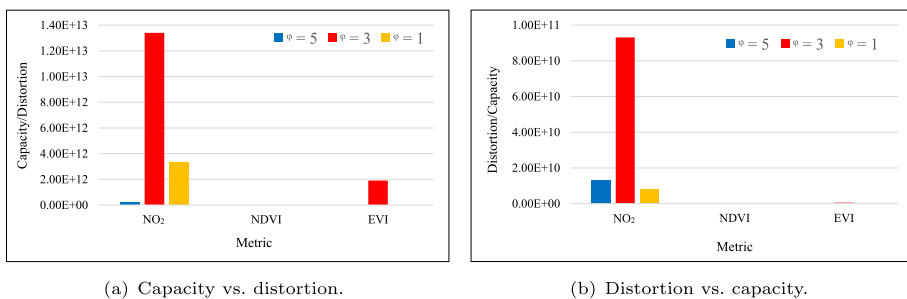 1.40E+13
1.20E+13
1.00E+13
8.00E+12
6.00E+12
4.00E+12
2.00E+12
0.00E+00
Capacity/Distortion
φ = 5 φ = 3 φ = 1
NO₂ NDVI EVI
Metric
(a) Capacity vs. distortion.
1.00E+11
8.00E+10
6.00E+10
4.00E+10
2.00E+10
0.00E+00
Distortion/Capacity
φ = 5 φ = 3 φ = 1
NO₂ NDVI EVI
Metric
(b) Distortion vs. capacity.